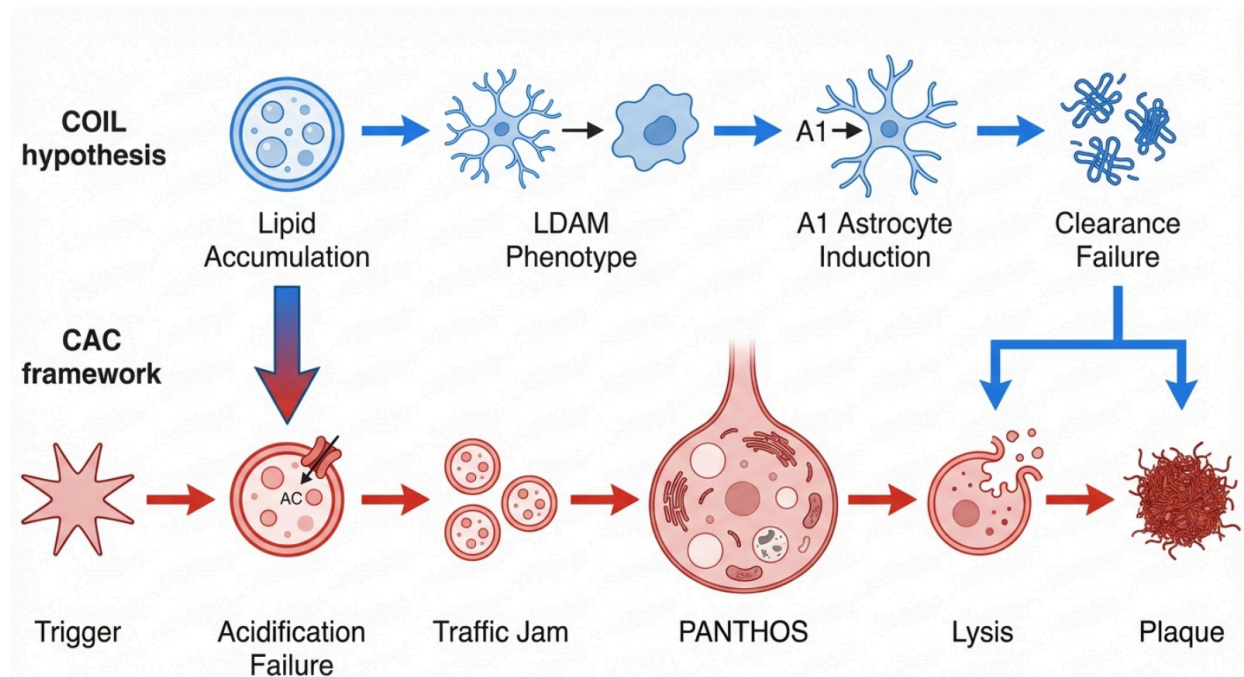 COIL
hypothesis
A1
Lipid
Accumulation
LDAM
Phenotype
A1 Astrocyte
Induction
Clearance
Failure
CAC
framework
AC
Trigger
Acidification
Failure
Traffic Jam
PANTHOS
Lysis
Plaque